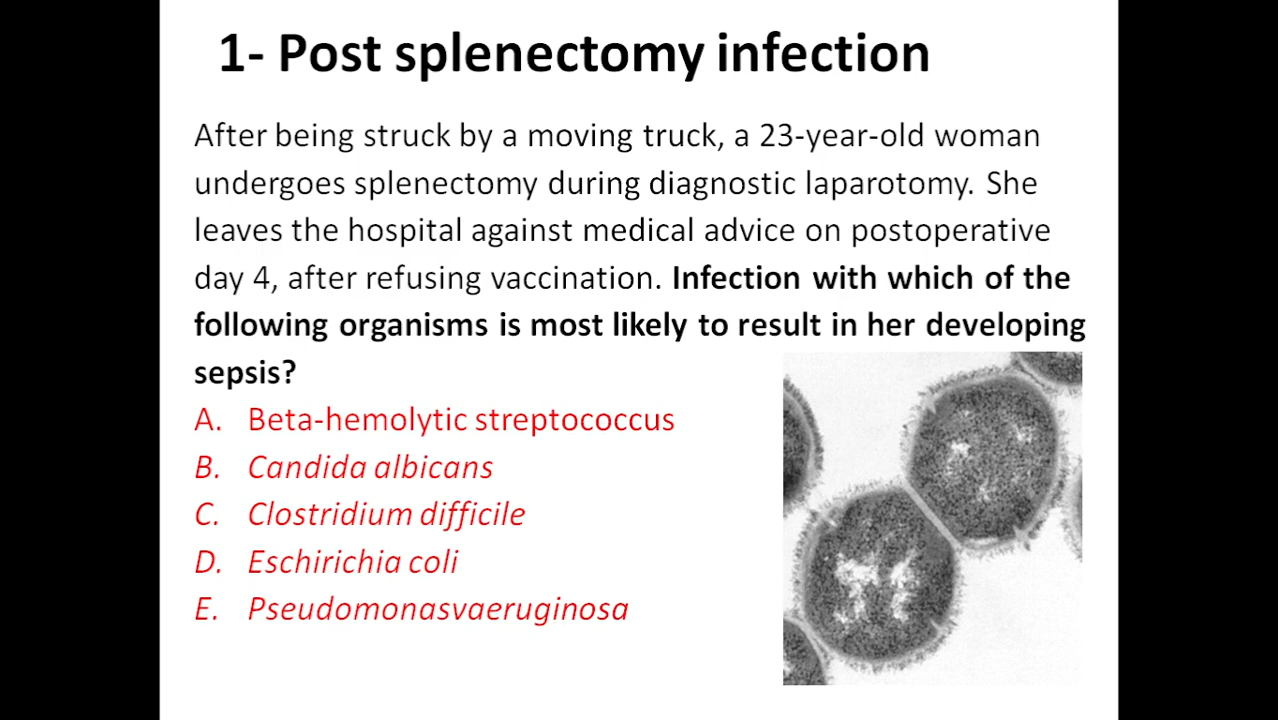 1- Post splenectomy infection
After being struck by a moving truck, a 23-year-old woman
undergoes splenectomy during diagnostic laparotomy. She
leaves the hospital against medical advice on postoperative
day 4, after refusing vaccination. Infection with which of the
following organisms is most likely to result in her developing
sepsis?
A. Beta-hemolytic streptococcus
B. Candida albicans
C. Clostridium difficile
D. Eschirichia coli
E. Pseudomonasvaeruginosa